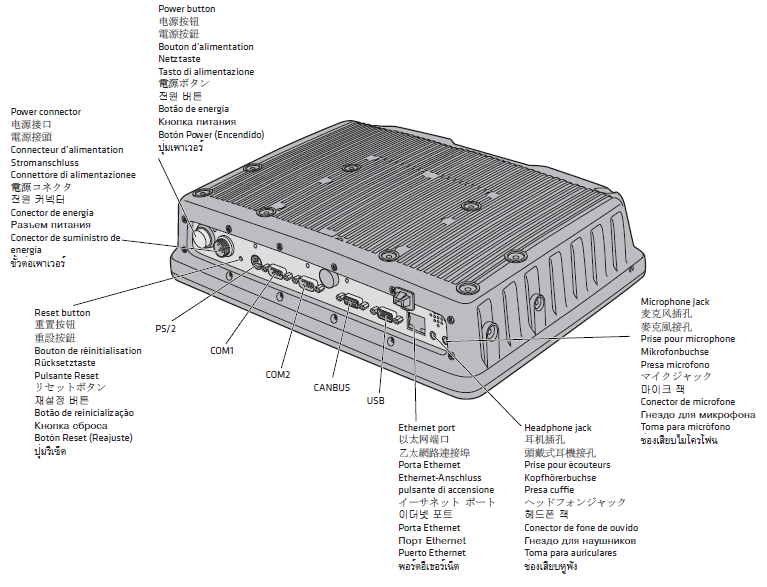 Power button
电源按钮
電源按鈕
Bouton d'alimentation
Netztaste
Tasto di alimentazione
電源ボタン
전원 버튼
Botão de energia
Кнопка питания
Botón Power (Encendido)
ปุ่มเพาเวอร์
Power connector
电源接口
電源接頭
Connecteur d'alimentation
Stromanschluss
Connettore di alimentazionee
電源コネクタ
전원 커넥터
Conector de energia
Разъем питания
Conector de suministro de
energia
ขั้วต่อเพาเวอร์
Reset button
重置按钮
重設按鈕
Bouton de réinitialisation
Rücksetztaste
Pulsante Reset
リセットボタン
재설정 버튼
Botão de reinicialização
Кнопка сброса
Botón Reset (Reajuste)
ปุ่มรีเซ็ต
PS/2
COM1
COM2
CANBUS
USB
Ethernet port
以太网端口
乙太網路連接埠
Porta Ethernet
Ethernet-Anschluss
pulsante di accensione
イーサネット ポート
이더넷 포트
Porta Ethernet
Порт Ethernet
Puerto Ethernet
พอร์ตอีเธอร์เน็ต
Headphone jack
耳机插孔
頭戴式耳機接孔
Prise pour ècouteurs
Kopfhörerbuchse
Presa cuffie
ヘッドフォンジャック
헤드폰 잭
Conector de fone de ouvido
Гнездо для наушников
Toma para auriculares
ช่องเสียบหูฟัง
Microphone Jack
麦克风插孔
麥克風接孔
Prise pour microphone
Mikrofonbuchse
Presa microfono
マイクジャック
마이크 잭
Conector de microfone
Гнездо для микрофона
Toma para micròfono
ช่องเสียบไมโครโฟน